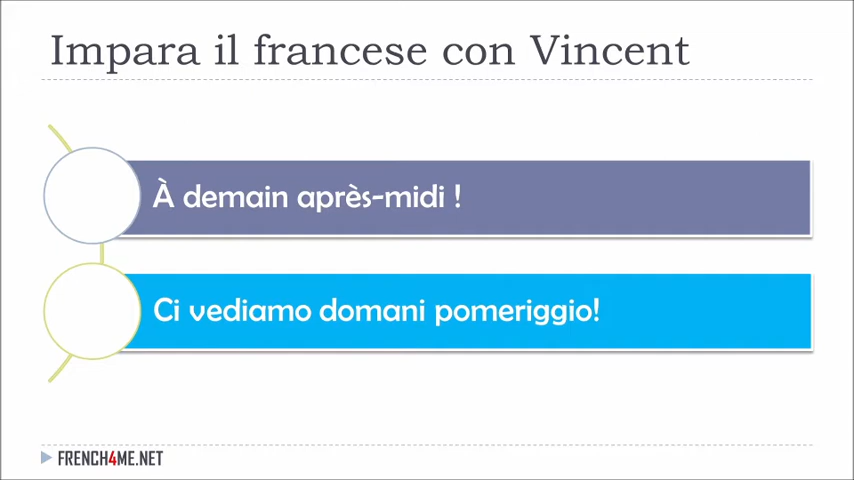 Impara il francese con Vincent
À demain après-midi !
Ci vediamo domani pomeriggio!
FRENCH4ME.NET